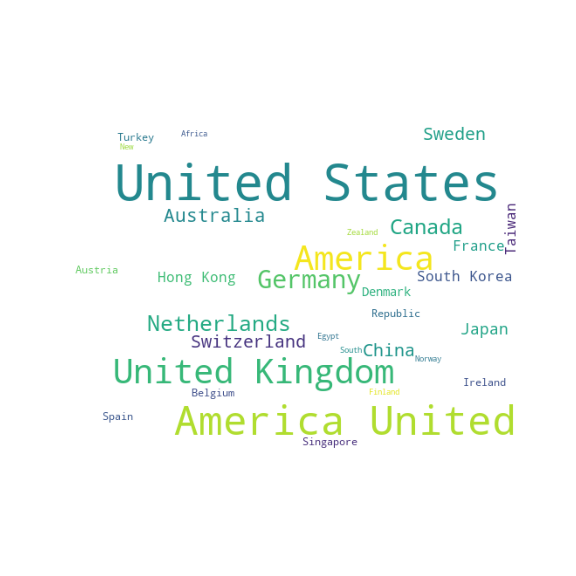 Africa
Sweden
Turkey
New
United States
Taiwan
Australia
Canada
Zealand
France
America
Austria
Hong Kong
Germany
South Korea
Denmark
Republic
Netherlands
Japan
Egypt
Switzerland
South
China
Norway
United Kingdom
Ireland
Belgium
Finland
Spain
America United
Singapore